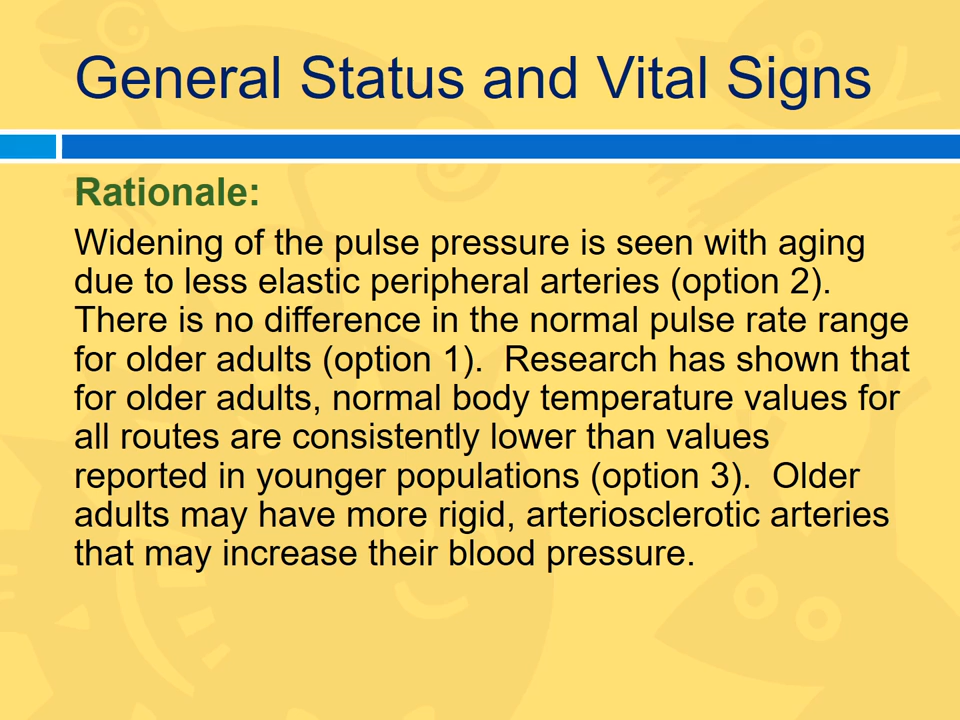 General Status and Vital Signs
Rationale:
Widening of the pulse pressure is seen with aging
due to less elastic peripheral arteries (option 2).
There is no difference in the normal pulse rate range
for older adults (option 1).  Research has shown that
for older adults, normal body temperature values for
all routes are consistently lower than values
reported in younger populations (option 3).  Older
adults may have more rigid, arteriosclerotic arteries
that may increase their blood pressure.